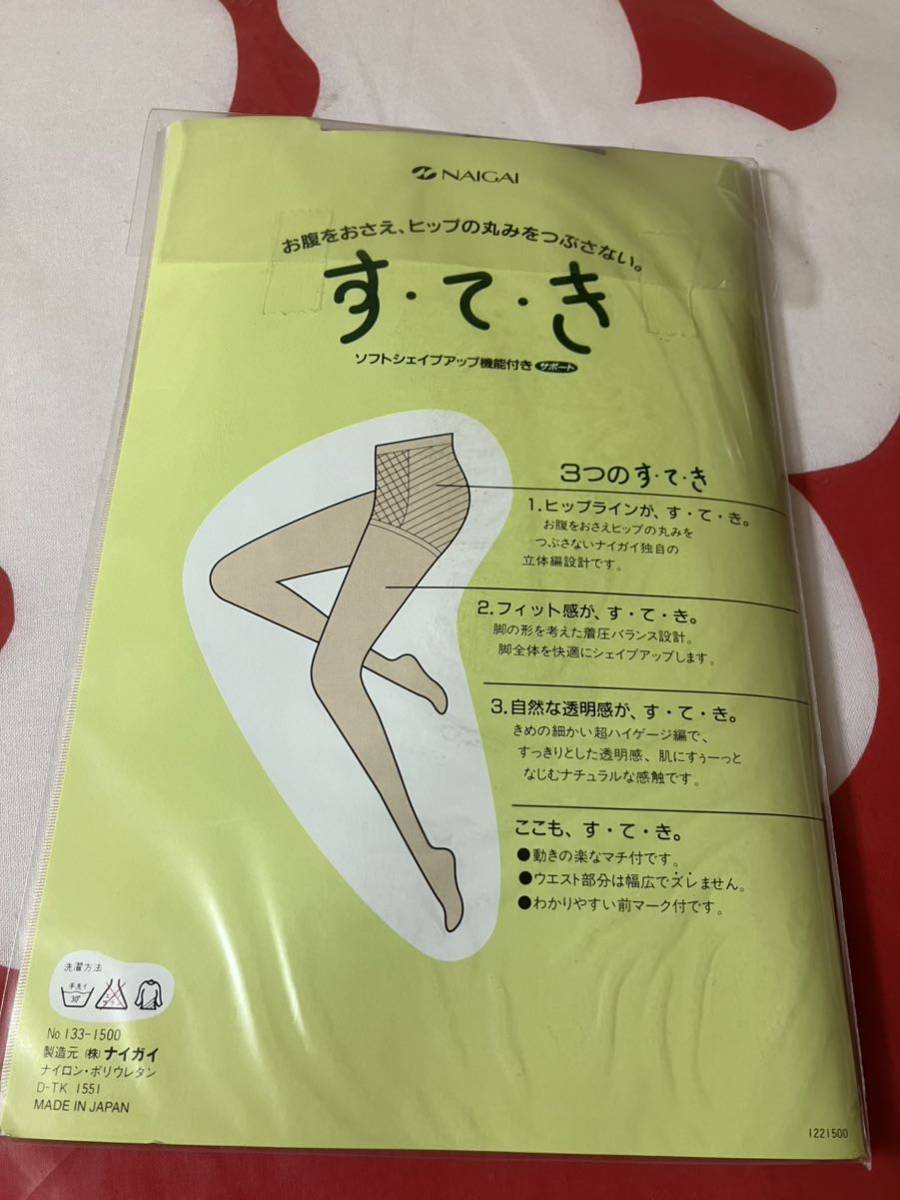 NAIGAI
お腹をおさえ、ヒップの丸みをつぶさない。
す・て・き
ソフトシェイプアップ機能付き サポート
3つのす・て・き
1.ヒップラインが、す・て・き。
お腹をおさえヒップの丸みを
つぶさないナイガイ独自の
立体編設計です。
2.フィット感が、す・て・き。
脚の形を考えた着圧バランス設計。
脚全体を快適にシェイプアップします。
3.自然な透明感が、す・て・き。
きめの細かい超ハイゲージ編で、
すっきりとした透明感、肌にすぅーっと
なじむナチュラルな感触です。
ここも、す・て・き。
●動きの楽なマチ付です。
●ウエスト部分は幅広でズレません。
●わかりやすい前マーク付です。
洗濯方法
手洗イ
30
No.133-1500
製造元 (株)ナイガイ
ナイロン・ポリウレタン
D-TK 1551
MADE IN JAPAN
1221500